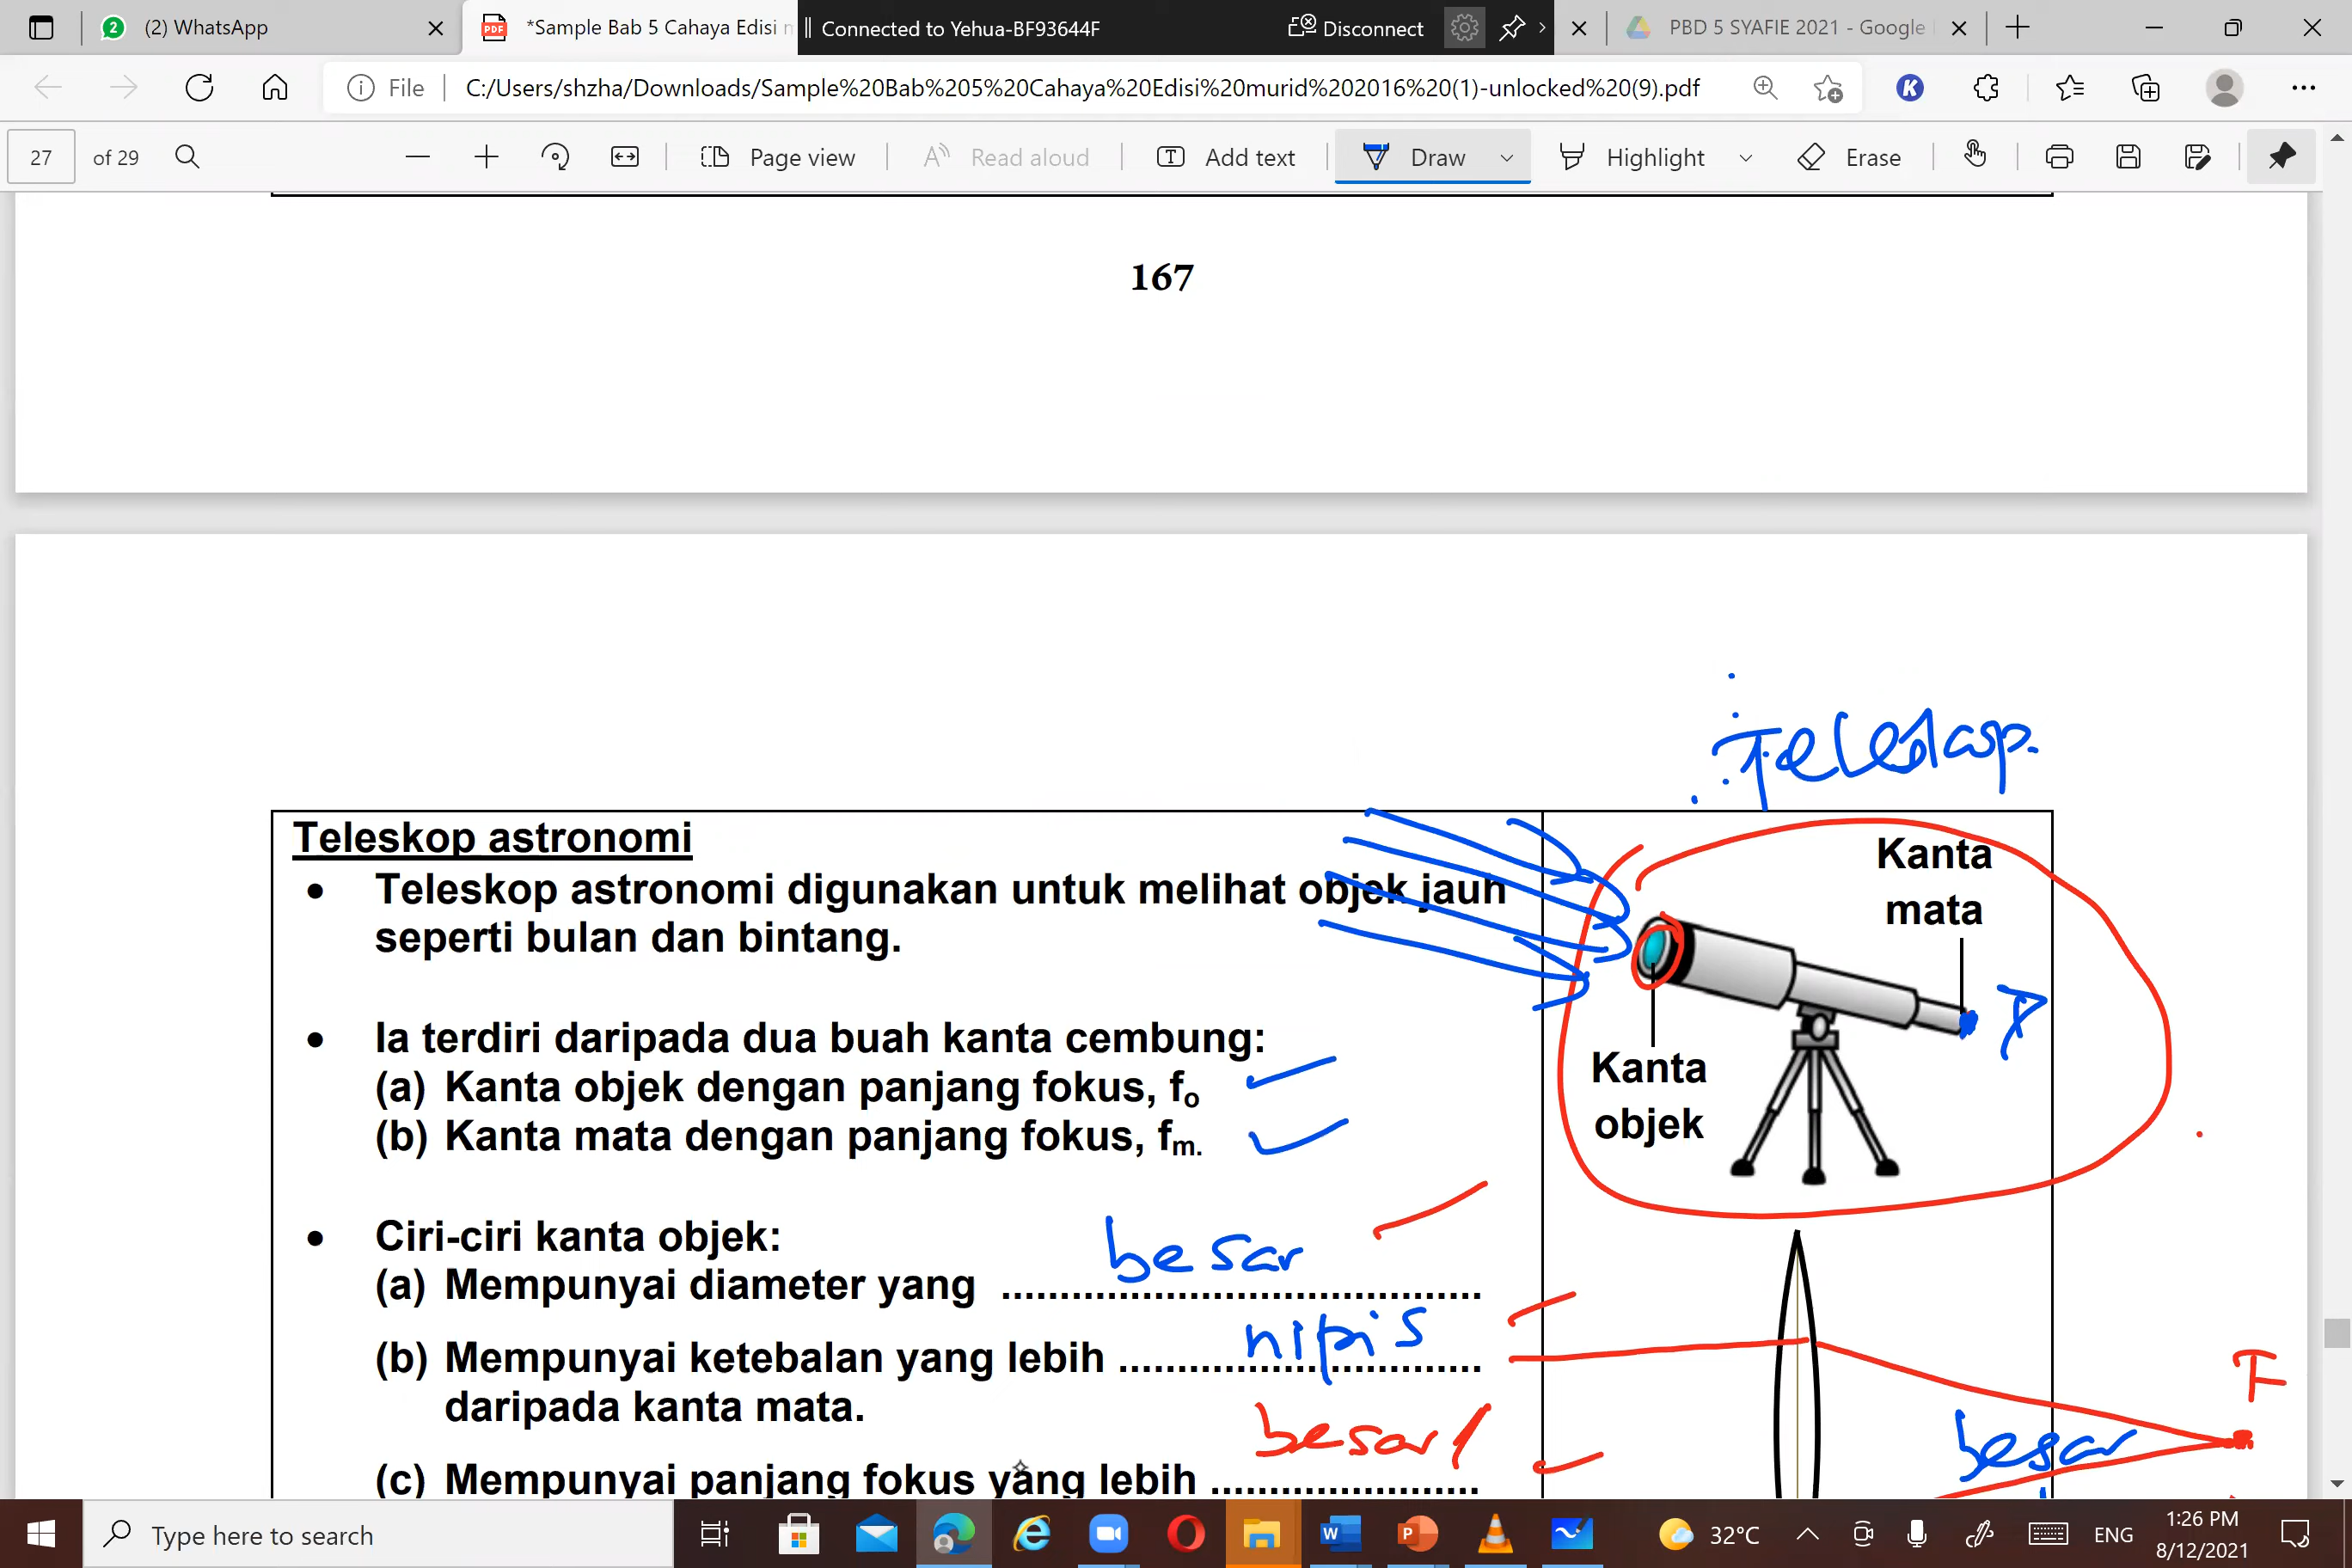 (2) WhatsApp
*Sample Bab 5 Cahaya Edisi m
Connected to Yehua-BF93644F
Disconnect
PBD 5 SYAFIE 2021 - Google
File
C:/Users/shzha/Downloads/Sample%20Bab%205%20Cahaya%20Edisi%20murid%202016%20(1)-unlocked%20(9).pdf
27 of 29
Page view
Read aloud
Add text
Draw
Highlight
Erase
167
Teleskop astronomi
• Teleskop astronomi digunakan untuk melihat objek jauh
seperti bulan dan bintang.
• Ia terdiri daripada dua buah kanta cembung:
(a) Kanta objek dengan panjang fokus, fo
(b) Kanta mata dengan panjang fokus, fm.
• Ciri-ciri kanta objek:
(a) Mempunyai diameter yang besar
(b) Mempunyai ketebalan yang lebih nipis
daripada kanta mata.
(c) Mempunyai panjang fokus yang lebih besar
Kanta
mata
Kanta
objek
F
besar
Type here to search
32°C
ENG
1:26 PM
8/12/2021